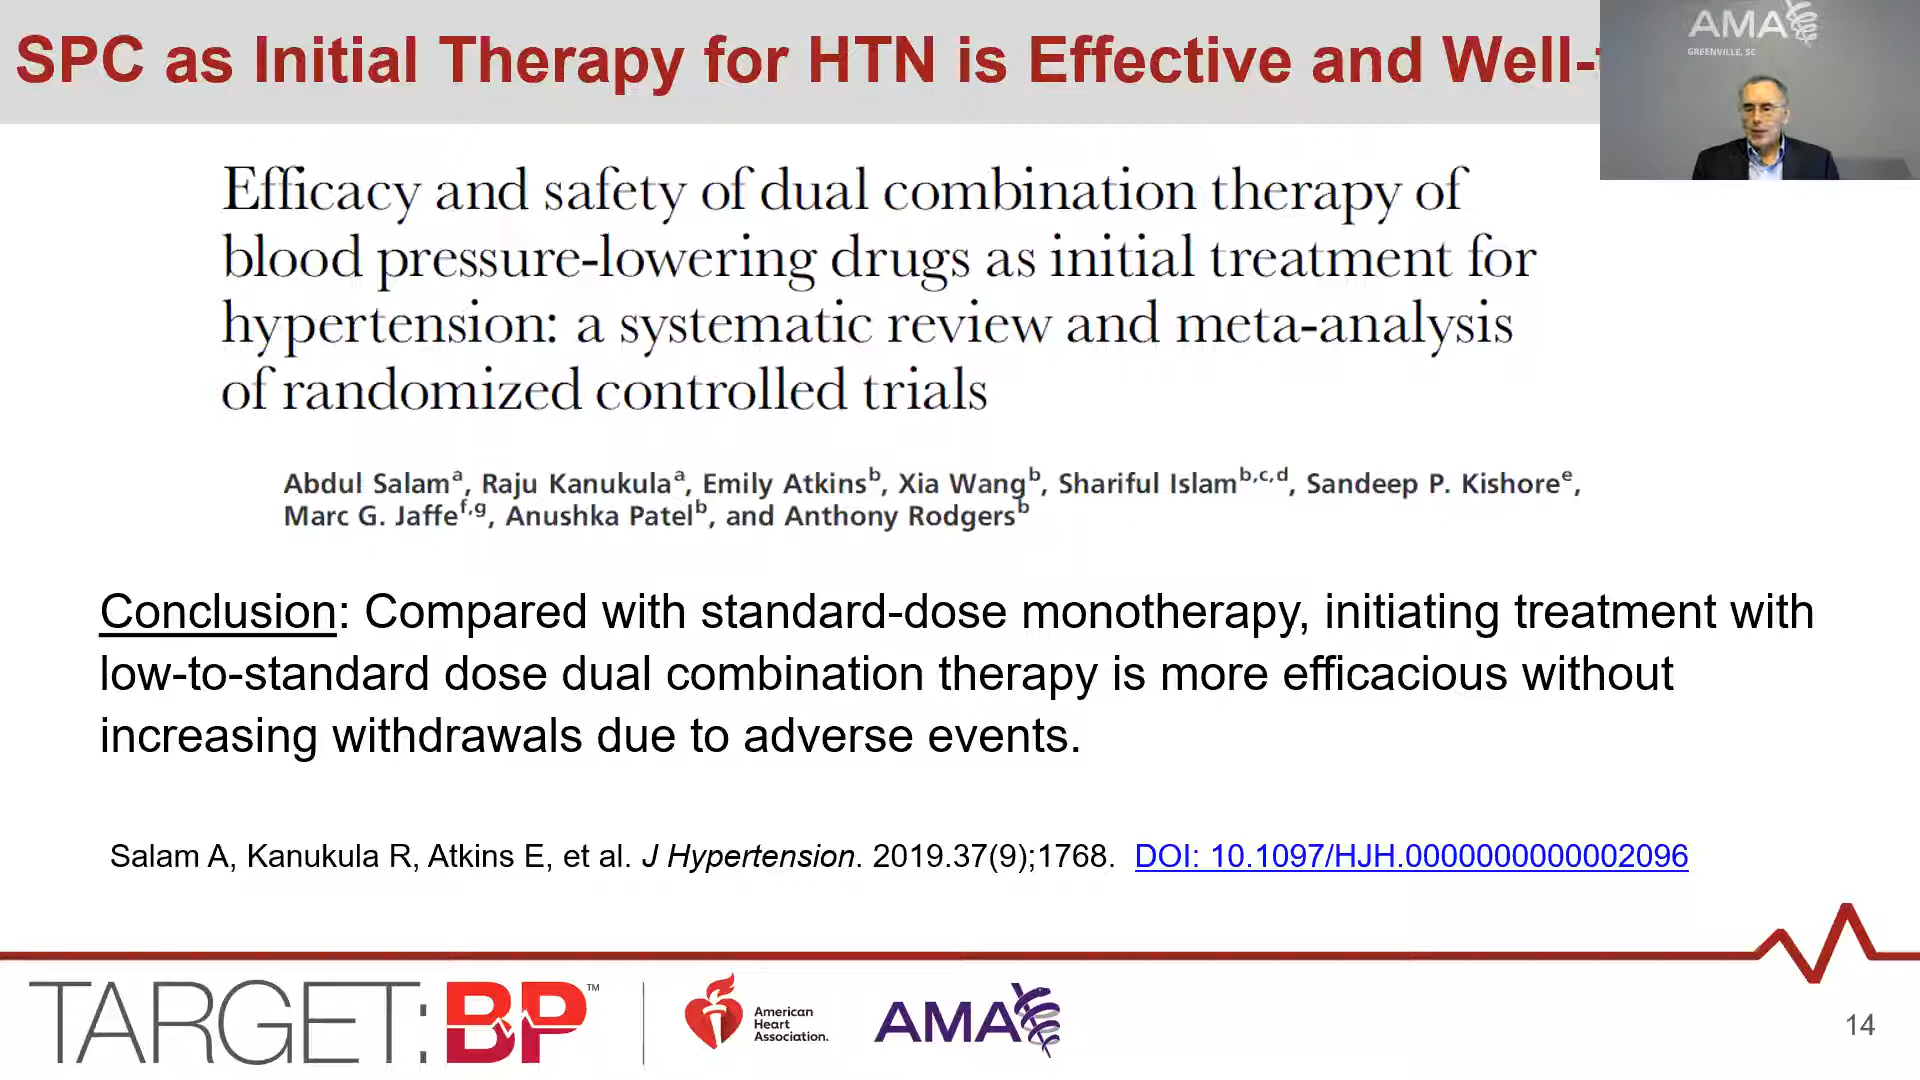 SPC as Initial Therapy for HTN is Effective and Well-
AMA
GREENVILLE, SC
Efficacy and safety of dual combination therapy of
blood pressure-lowering drugs as initial treatment for
hypertension: a systematic review and meta-analysis
of randomized controlled trials
Abdul Salamᵃ, Raju Kanukulaᵃ, Emily Atkinsᵇ, Xia Wangᵇ, Shariful Islamᵇ,ᶜ,ᵈ, Sandeep P. Kishoreᵉ,
Marc G. Jaffeᶠ,ᵍ, Anushka Patelᵇ, and Anthony Rodgersᵇ
Conclusion: Compared with standard-dose monotherapy, initiating treatment with
low-to-standard dose dual combination therapy is more efficacious without
increasing withdrawals due to adverse events.
Salam A, Kanukula R, Atkins E, et al. J Hypertension. 2019.37(9);1768. DOI: 10.1097/HJH.0000000000002096
TARGET:BP™
American
Heart
Association.
AMA
14